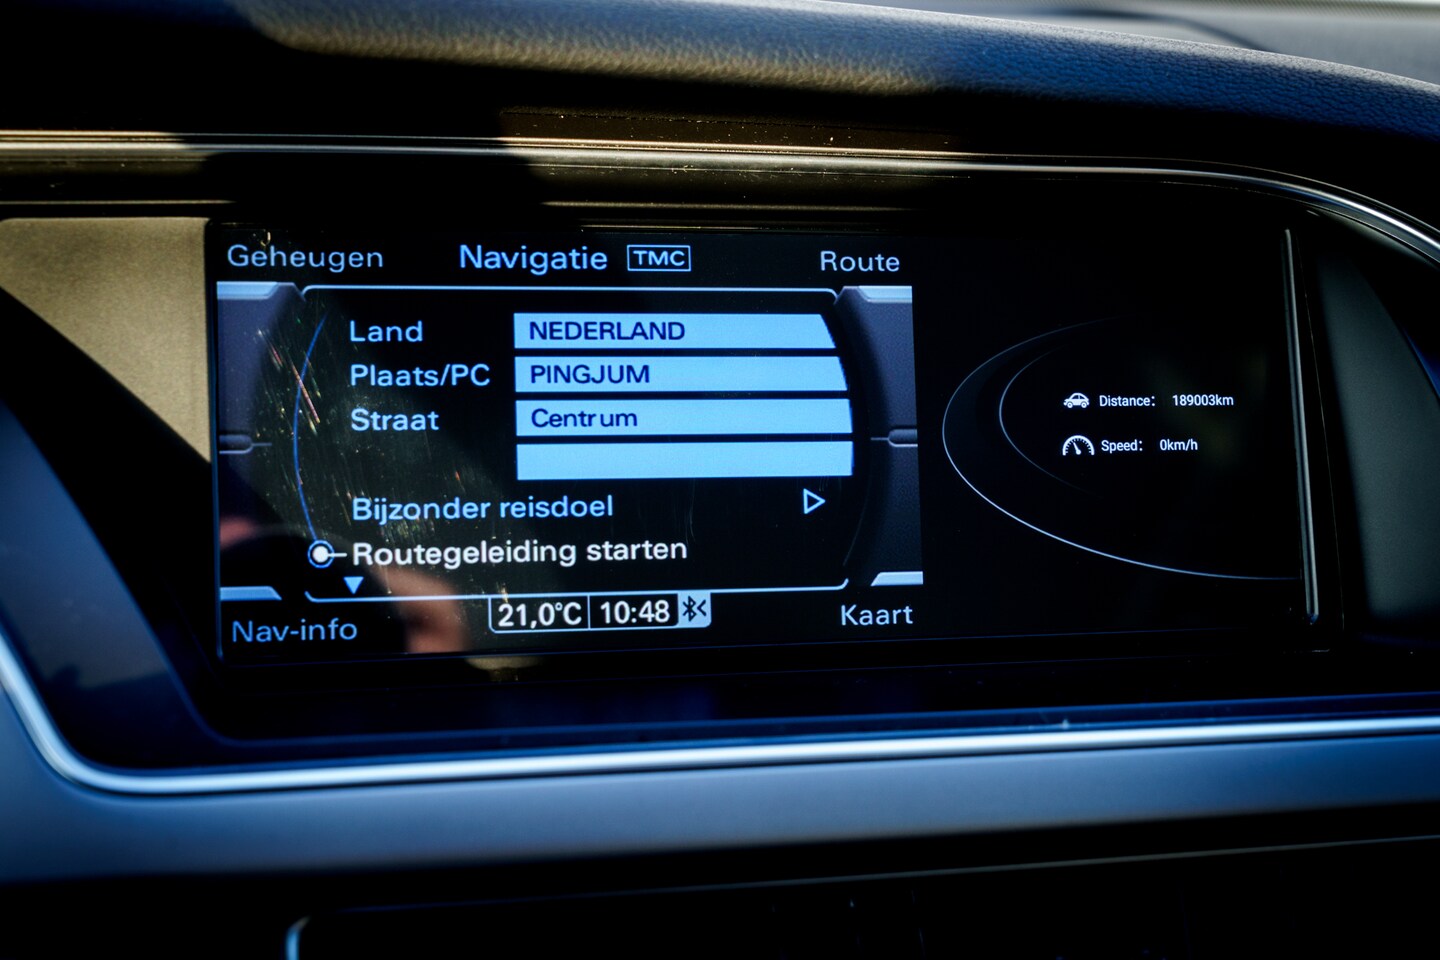 Geheugen Navigatie TMC Route
Land NEDERLAND
Plaats/PC PINGJUM
Straat Centrum
Bijzonder reisdoel
Routegeleiding starten
21,0°C 10:48
Nav-info Kaart
Distance: 189003km
Speed: 0km/h